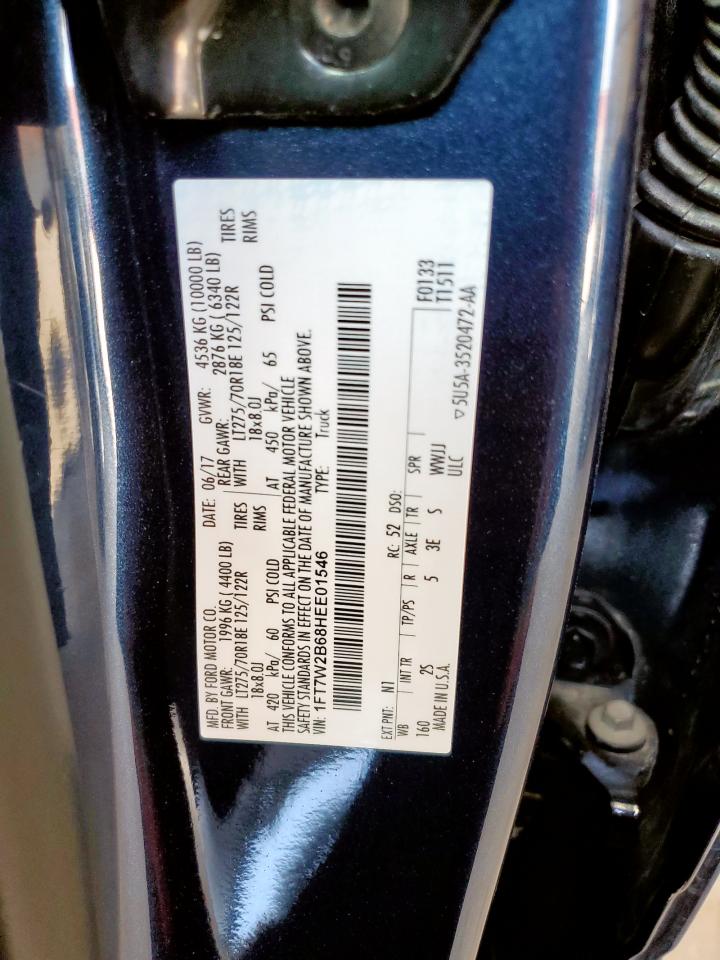 MFD. BY FORD MOTOR CO. DATE: 06/17 GVWR: 4536 KG (10000 LB)
FRONT GAWR: 1996 KG ( 4400 LB) REAR GAWR: 2876 KG ( 6340 LB)
WITH LT275/70R18E 125/122R TIRES WITH LT275/70R18E 125/122R TIRES
18x8.0J RIMS 18x8.0J RIMS
AT 420 kPa/ 60 PSI COLD AT 450 kPa/ 65 PSI COLD
THIS VEHICLE CONFORMS TO ALL APPLICABLE FEDERAL MOTOR VEHICLE
SAFETY STANDARDS IN EFFECT ON THE DATE OF MANUFACTURE SHOWN ABOVE.
VIN: 1FT7W2B68HEE01546 TYPE: Truck
EXT PNT: N1 RC: 52 DSO:
WB INT TR TP/PS R AXLE TR SPR F0133
160 2S 5 3E S WWJJ T1511
MADE IN U.S.A. ULC ▽5U5A-3520472-AA